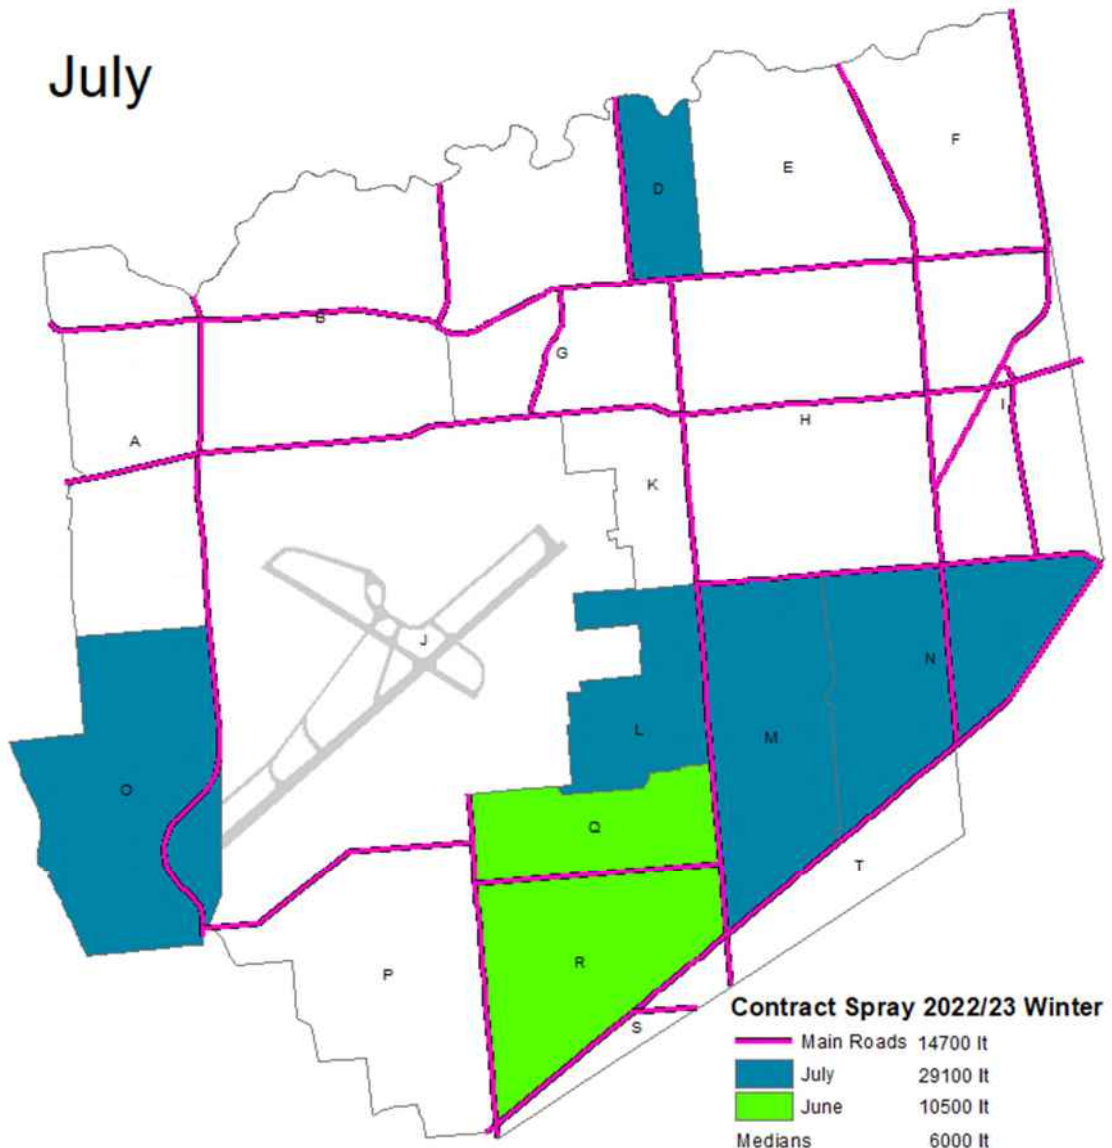 July
F
E
D
B
G
A
H
I
K
J
N
L
M
O
Q
T
R
P
S
Contract Spray 2022/23 Winter
Main Roads 14700 lt
July 29100 lt
June 10500 lt
Medians 6000 lt